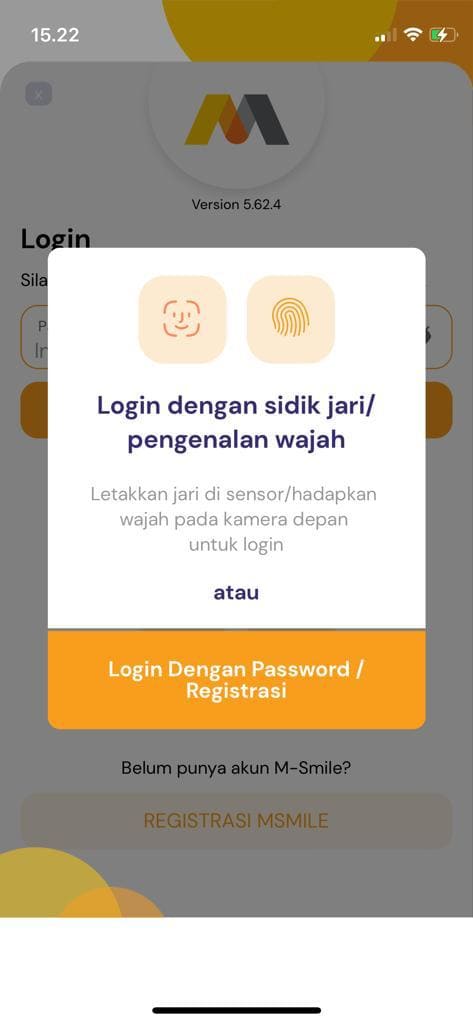 15.22
x
Version 5.62.4
Login
Sila
P
In
Login dengan sidik jari/
pengenalan wajah
Letakkan jari di sensor/hadapkan
wajah pada kamera depan
untuk login
atau
Login Dengan Password /
Registrasi
Belum punya akun M-Smile?
REGISTRASI MSMILE